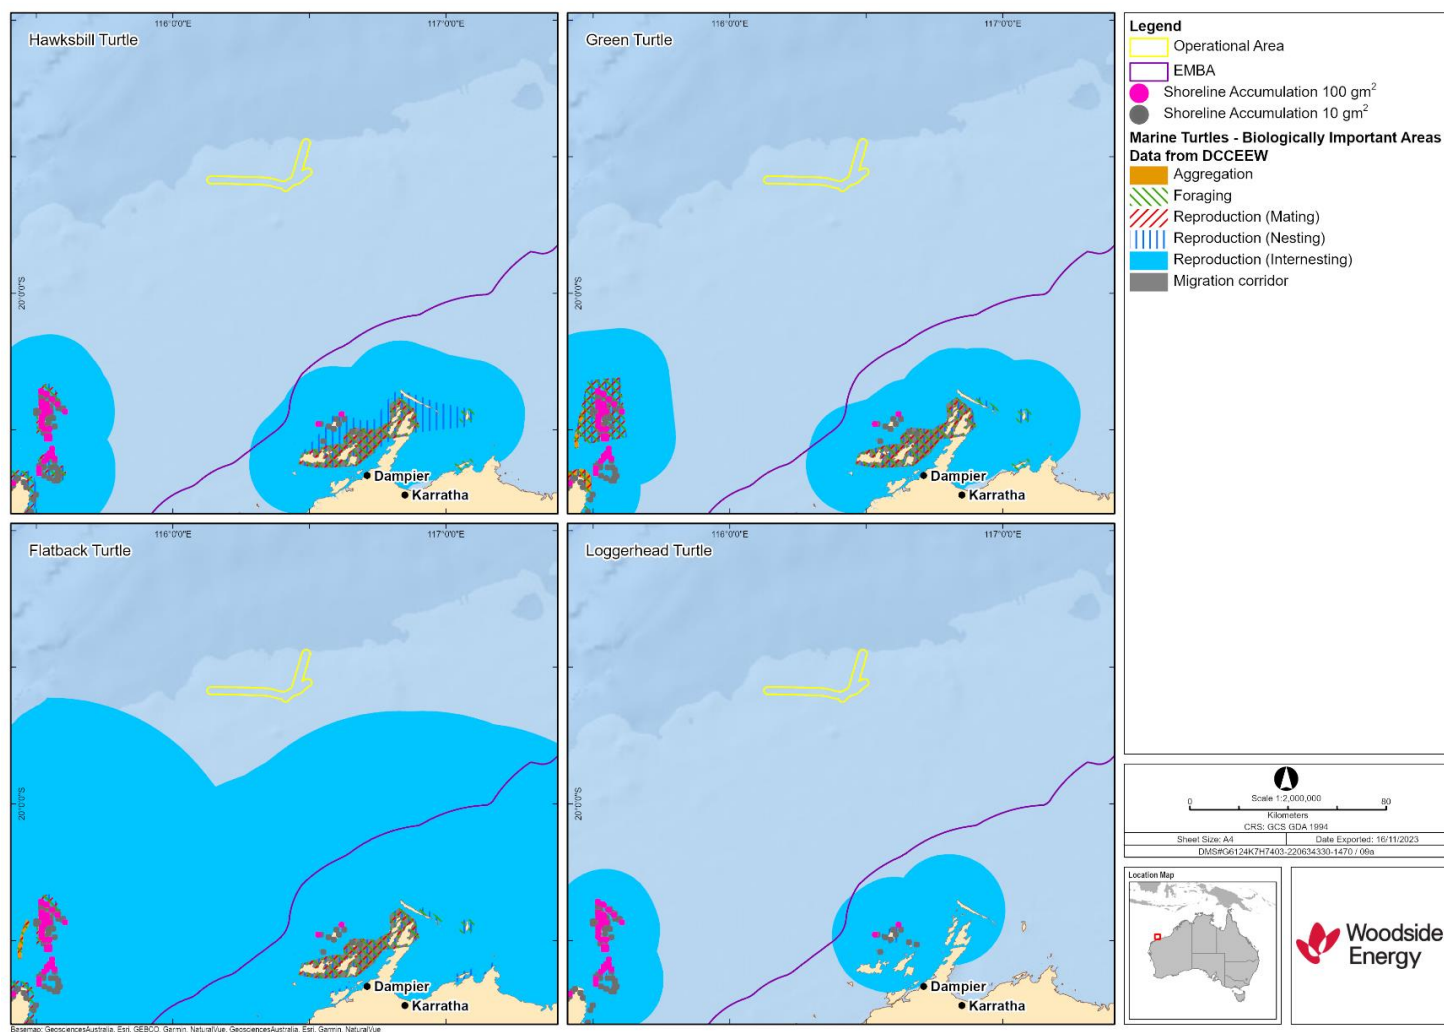 116°0'0"E
117°0'0"E
Hawksbill Turtle
20°0'0"S
Dampier
Karratha
116°0'0"E
117°0'0"E
Green Turtle
20°0'0"S
Dampier
Karratha
116°0'0"E
117°0'0"E
Flatback Turtle
20°0'0"S
Dampier
Karratha
116°0'0"E
117°0'0"E
Loggerhead Turtle
20°0'0"S
Dampier
Karratha
Legend
Operational Area
EMBA
Shoreline Accumulation 100 gm²
Shoreline Accumulation 10 gm²
Marine Turtles - Biologically Important Areas
Data from DCCEEW
Aggregation
Foraging
Reproduction (Mating)
Reproduction (Nesting)
Reproduction (Internesting)
Migration corridor
Scale 1:2,000,000
0 80
Kilometers
CRS: GCS GDA 1994
Sheet Size: A4 Date Exported: 16/11/2023
DMS#G6124K7H7403-220634330-1470 / 09a
Location Map
Woodside
Energy
Basemap: GeosciencesAustralia, Esri, GEBCO, Garmin, NaturalVue, GeosciencesAustralia, Esri, Garmin, NaturalVue